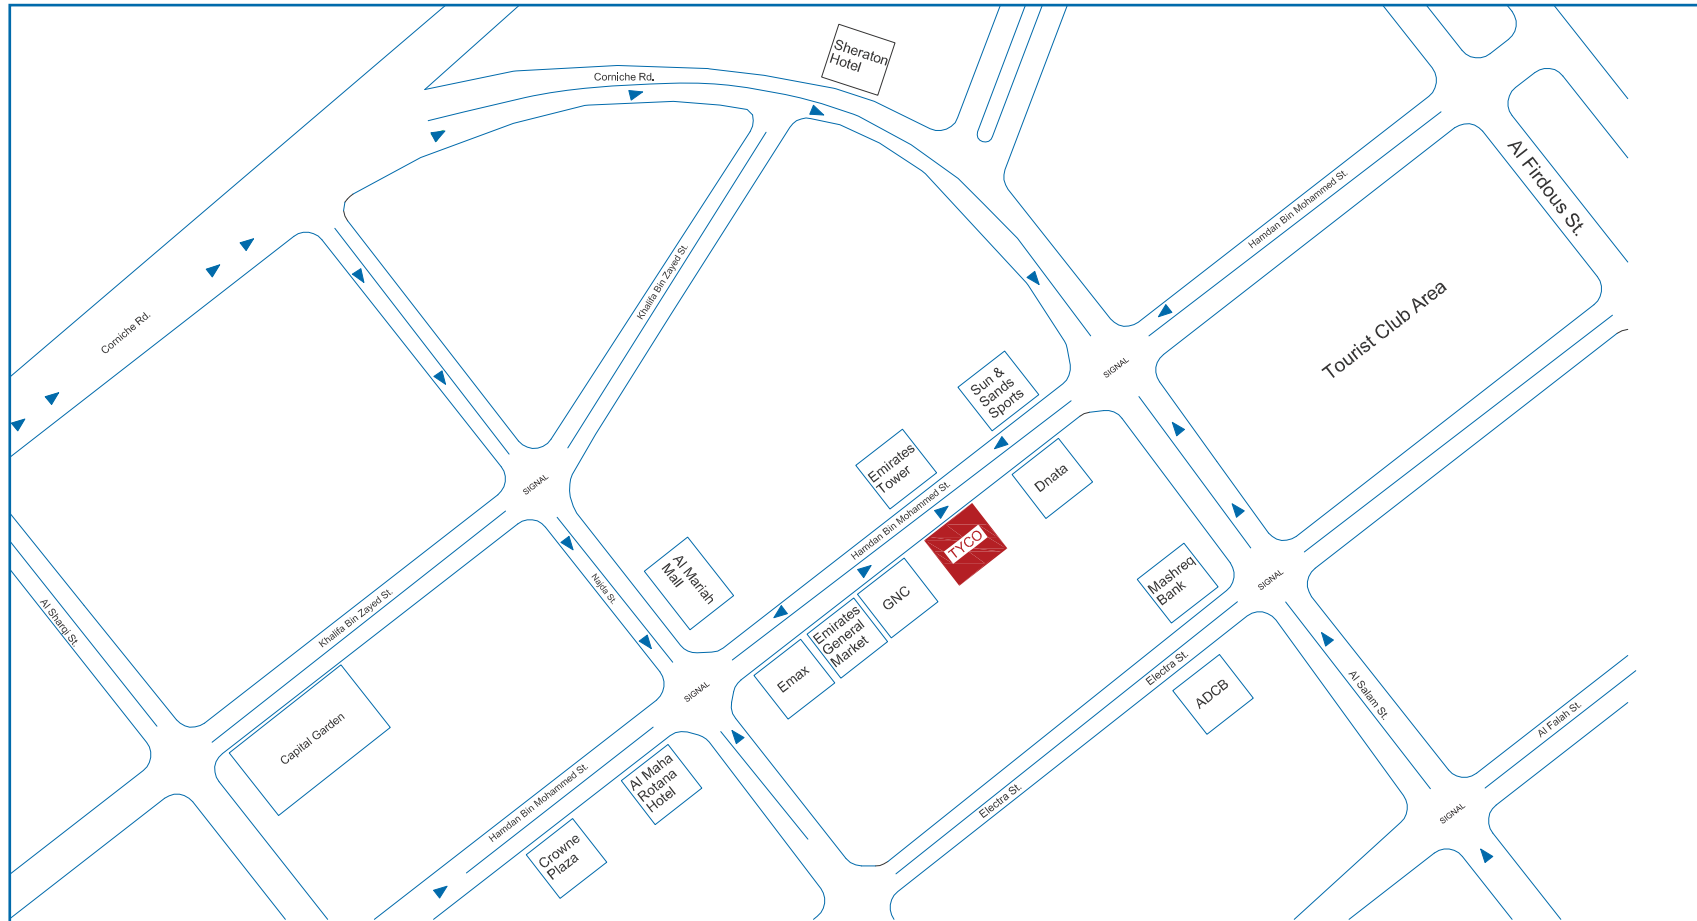 Sheraton
Hotel
Corniche Rd.
Al Firdous St.
Hamdan Bin Mohammed St.
Khalifa Bin Zayed St.
Corniche Rd.
Tourist Club Area
SIGNAL
Sun &
Sands
Sports
Emirates
Tower
Dnata
SIGNAL
Hamdan Bin Mohammed St.
TYCO
Al Mariah
Mall
Najda St.
GNC
Mashreq
Bank
SIGNAL
Al Sharqi St.
Khalifa Bin Zayed St.
Emirates
General
Market
Emax
SIGNAL
Electra St.
ADCB
Al Salam St.
Al Falah St.
Capital Garden
Al Maha
Rotana
Hotel
Hamdan Bin Mohammed St.
Electra St.
SIGNAL
Crowne
Plaza